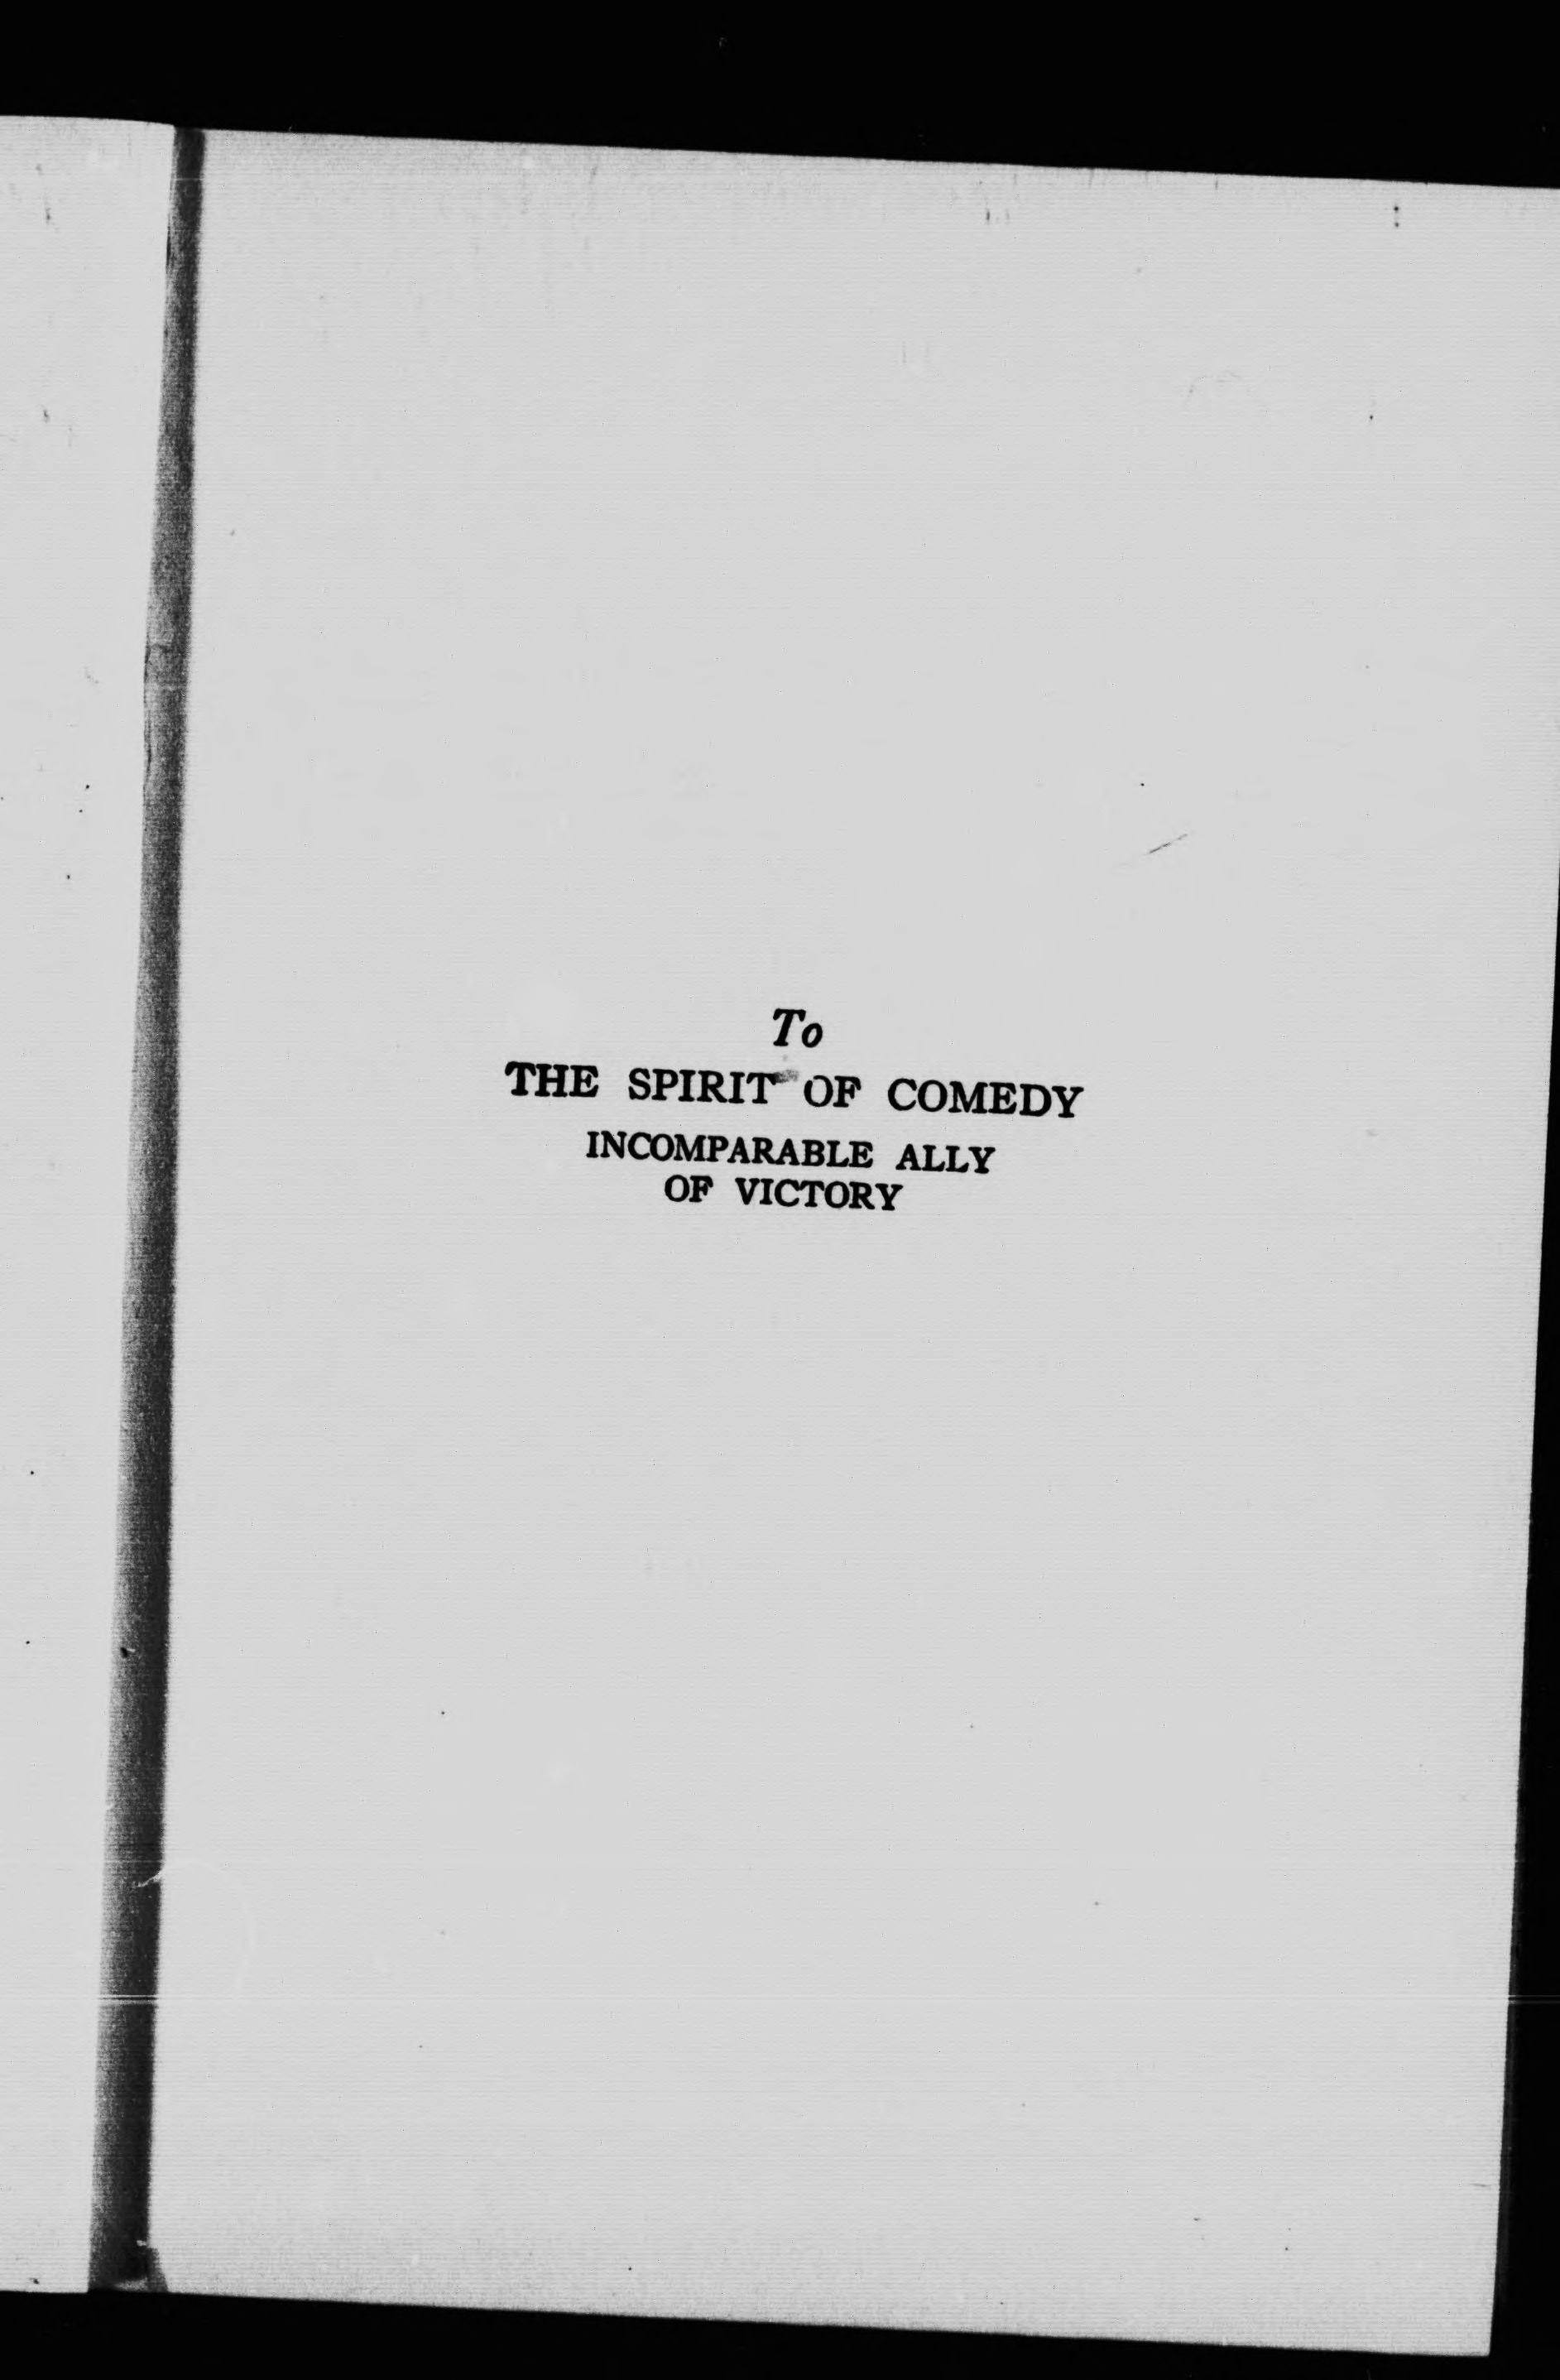 To
THE SPIRIT OF COMEDY
INCOMPARABLE ALLY
OF VICTORY